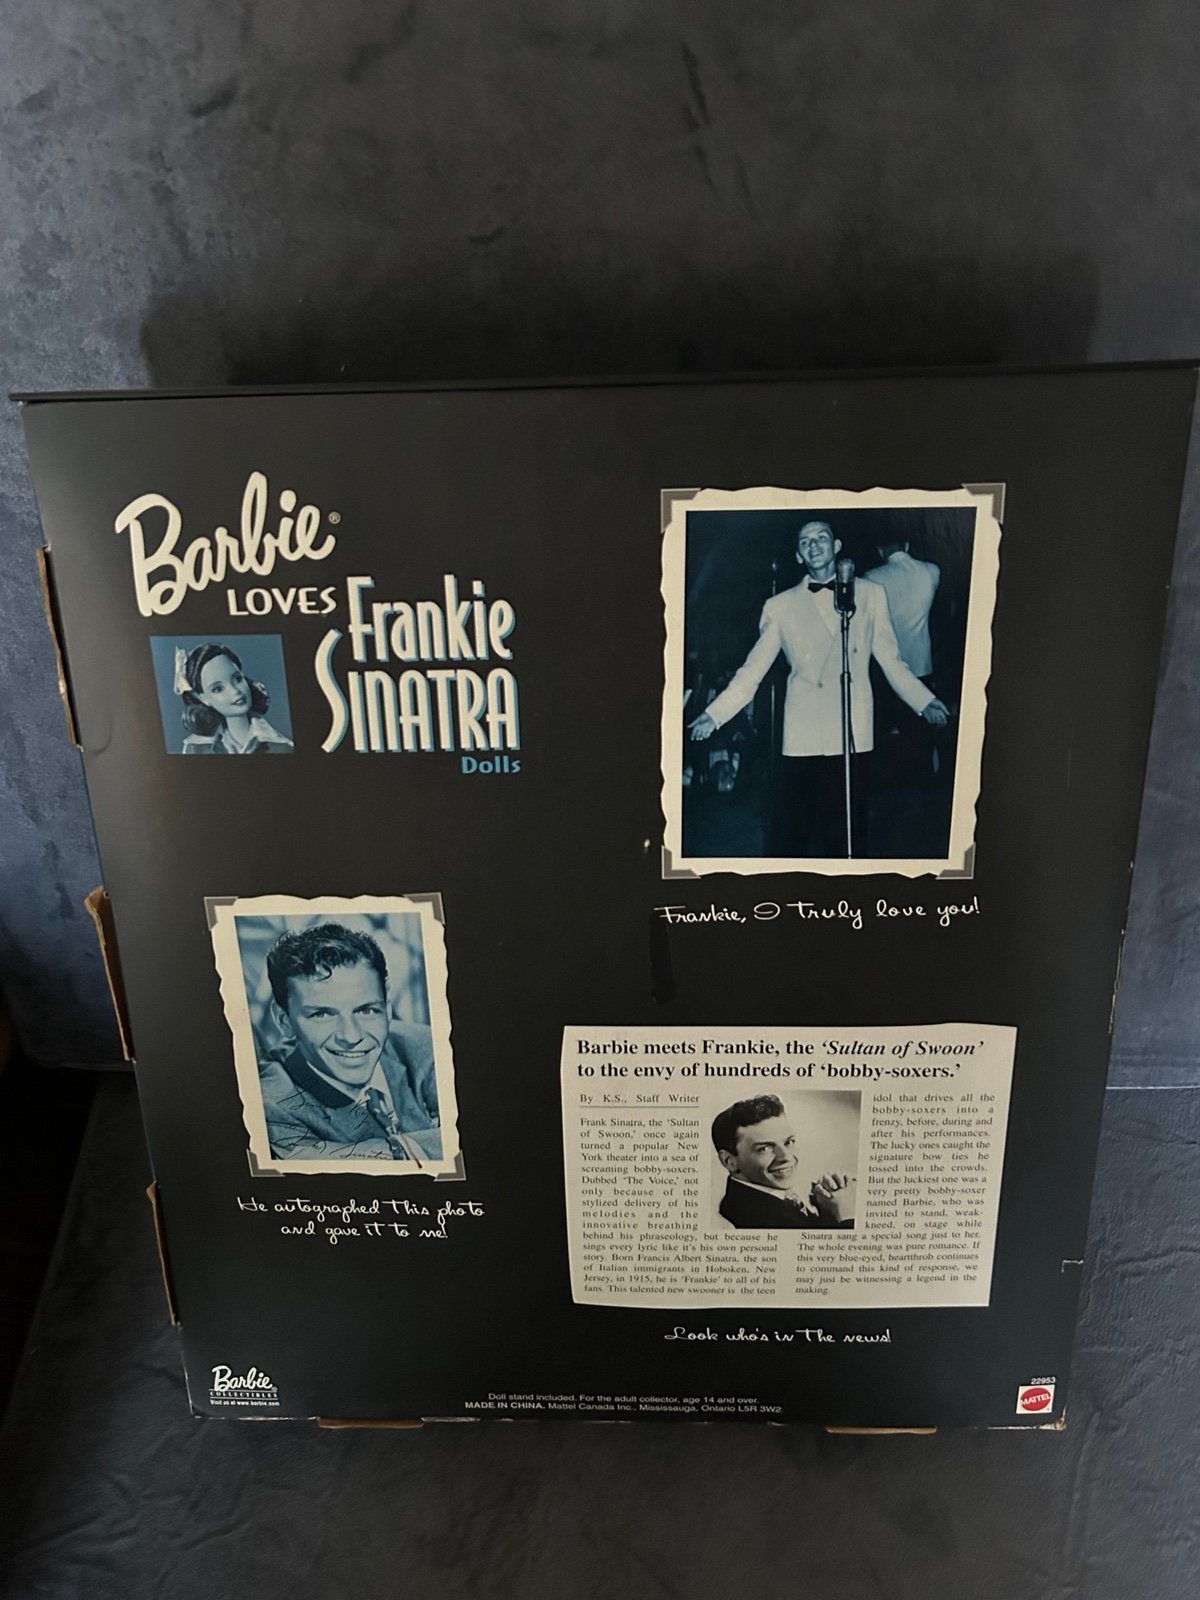 Barbie®
LOVES
Frankie
SINATRA
Dolls
Frankie, I Truly love you!
He autographed This photo
and gave iT To me!
Barbie meets Frankie, the ‘Sultan of Swoon’
to the envy of hundreds of ‘bobby-soxers.’
By K.S., Staff Writer
Frank Sinatra, the ‘Sultan
of Swoon,’ once again
turned a popular New
York theater into a sea of
screaming bobby-soxers.
Dubbed ‘The Voice,’ not
only because of the
stylized delivery of his
melodies and the
innovative breathing
behind his phraseology, but because he
sings every lyric like it's his own personal
story. Born Francis Albert Sinatra, the son
of Italian immigrants in Hoboken, New
Jersey, in 1915, he is ‘Frankie’ to all of his
fans. This talented new swooner is the teen
idol that drives all the
bobby-soxers into a
frenzy, before, during and
after his performances.
The lucky ones caught the
signature bow ties he
tossed into the crowds.
But the luckiest one was a
very pretty bobby-soxer
named Barbie, who was
invited to stand, weak-
kneed, on stage while
Sinatra sang a special song just to her.
The whole evening was pure romance. If
this very blue-eyed, heartthrob continues
to command this kind of response, we
may just be witnessing a legend in the
making.
Look who's in The news!
Barbie
COLLECTIBLES
Visit us at www.barbie.com
Doll stand included. For the adult collector, age 14 and over.
MADE IN CHINA. Mattel Canada Inc., Mississauga, Ontario L5R 3W2.
22953
MATTEL